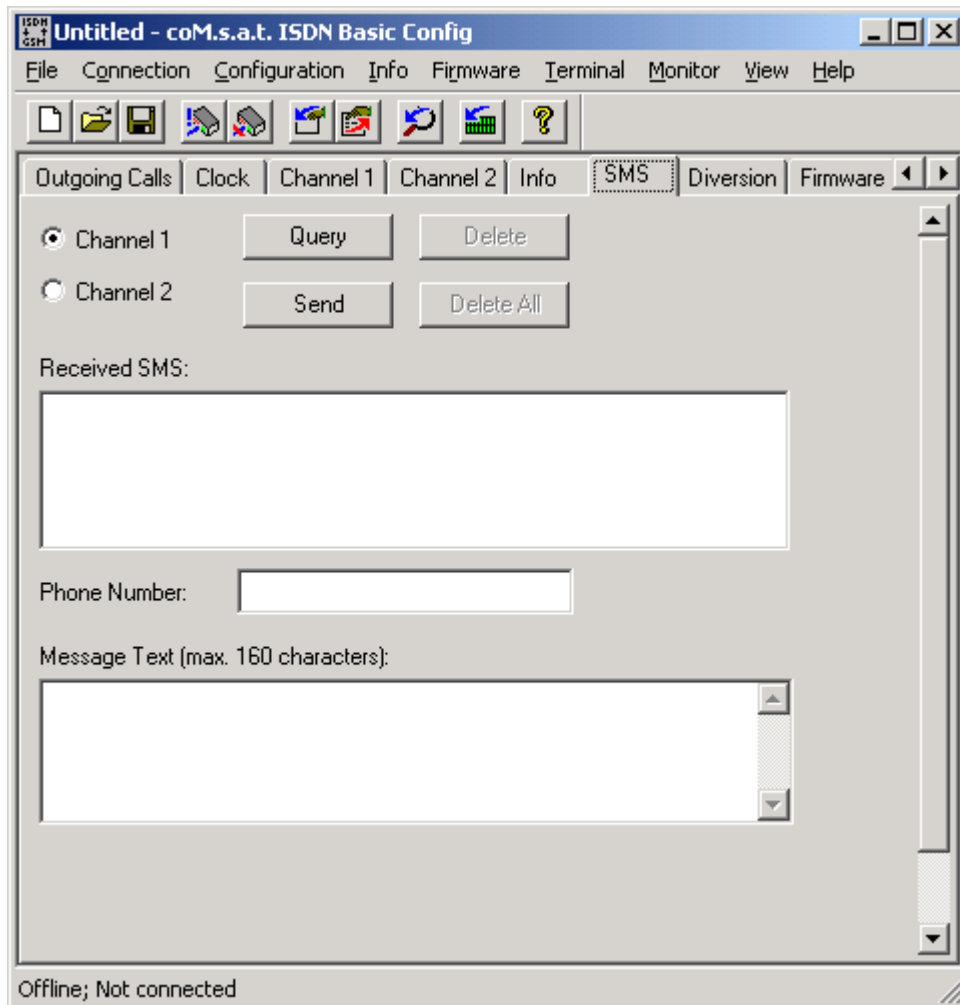 ISDN GSM Untitled - coM.s.a.t. ISDN Basic Config
File Connection Configuration Info Firmware Terminal Monitor View Help
Outgoing Calls Clock Channel 1 Channel 2 Info SMS Diversion Firmware
Channel 1 Query Delete
Channel 2 Send Delete All
Received SMS:
Phone Number:
Message Text (max. 160 characters):
Offline; Not connected